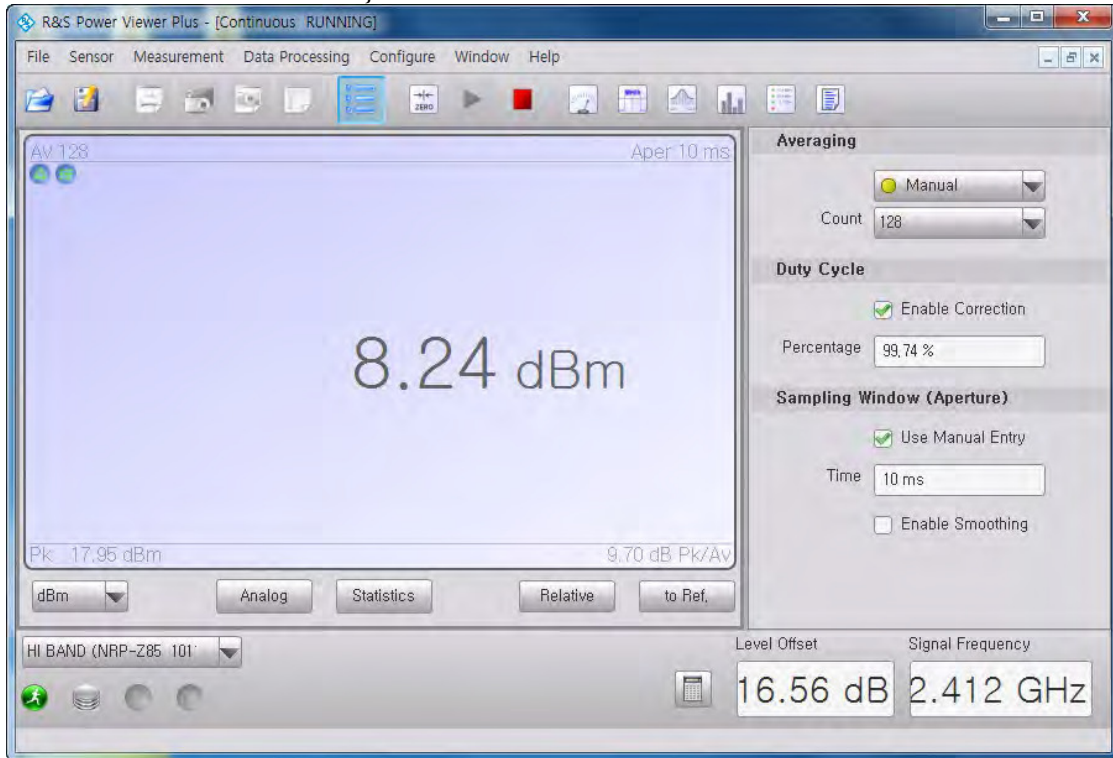 R&S Power Viewer Plus - [Continuous RUNNING]
File Sensor Measurement Data Processing Configure Window Help
ZERO
AV 128 Aper 10 ms
8.24 dBm
Pk 17.95 dBm 9.70 dB Pk/Av
dBm Analog Statistics Relative to Ref.
Averaging
Manual
Count 128
Duty Cycle
Enable Correction
Percentage 99.74 %
Sampling Window (Aperture)
Use Manual Entry
Time 10 ms
Enable Smoothing
HI BAND (NRP-Z85 101
Level Offset Signal Frequency
16.56 dB 2.412 GHz